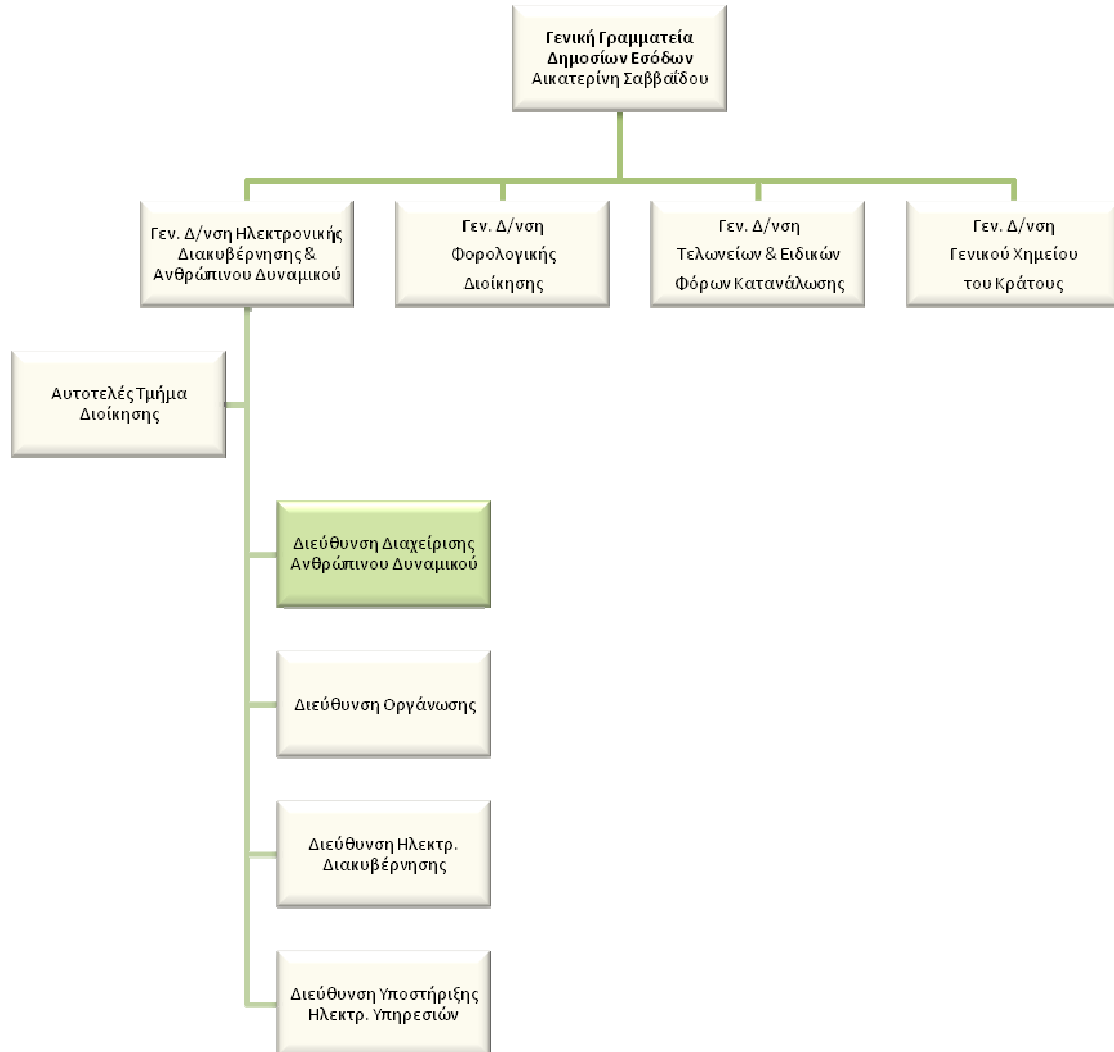 Γενική Γραμματεία
Δημοσίων Εσόδων
Αικατερίνη Σαββαΐδου
Γεν. Δ/νση Ηλεκτρονικής
Διακυβέρνησης &
Ανθρώπινου Δυναμικού
Γεν. Δ/νση
Φορολογικής
Διοίκησης
Γεν. Δ/νση
Τελωνείων & Ειδικών
Φόρων Κατανάλωσης
Γεν. Δ/νση
Γενικού Χημείου
του Κράτους
Αυτοτελές Τμήμα
Διοίκησης
Διεύθυνση Διαχείρισης
Ανθρώπινου Δυναμικού
Διεύθυνση Οργάνωσης
Διεύθυνση Ηλεκτρ.
Διακυβέρνησης
Διεύθυνση Υποστήριξης
Ηλεκτρ. Υπηρεσιών